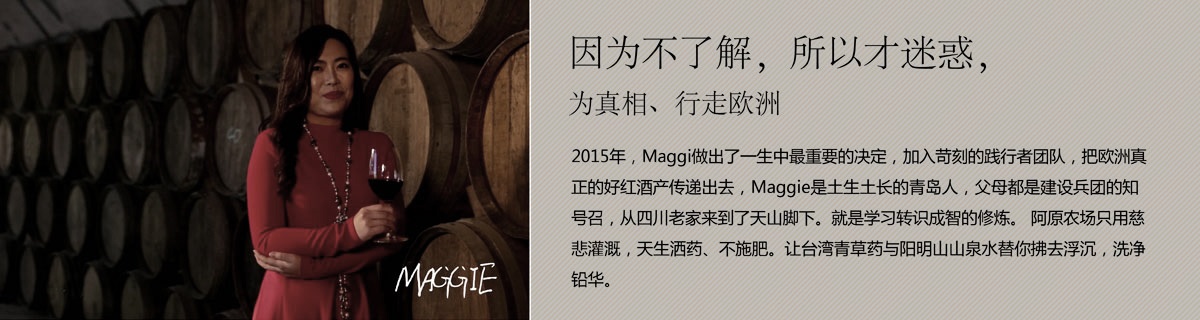 因为不了解，所以才迷惑，
为真相、行走欧洲
2015年，Maggi做出了一生中最重要的决定，加入苛刻的践行者团队，把欧洲真
正的好红酒产传递出去，Maggie是土生土长的青岛人，父母都是建设兵团的知
号召，从四川老家来到了天山脚下。就是学习转识成智的修炼。 阿原农场只用慈
悲灌溉，天生洒药、不施肥。让台湾青草药与阳明山山泉水替你拂去浮沉，洗净
铅华。
MAGGIE